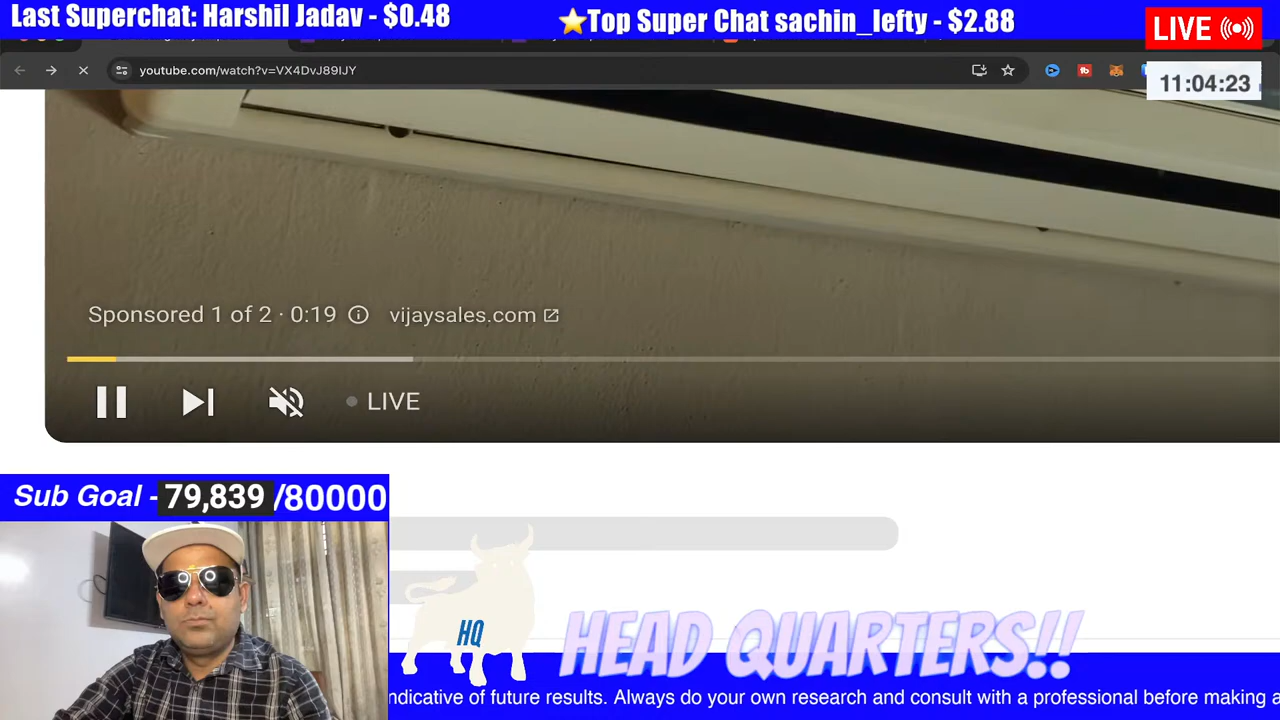 Last Superchat: Harshil Jadav - $0.48
⭐Top Super Chat sachin_lefty - $2.88
LIVE
youtube.com/watch?v=VX4DvJ89IJY
11:04:23
Sponsored 1 of 2 · 0:19
vijaysales.com
LIVE
Sub Goal - 79,839 /80000
HQ
HEAD QUARTERS!!
indicative of future results. Always do your own research and consult with a professional before making a